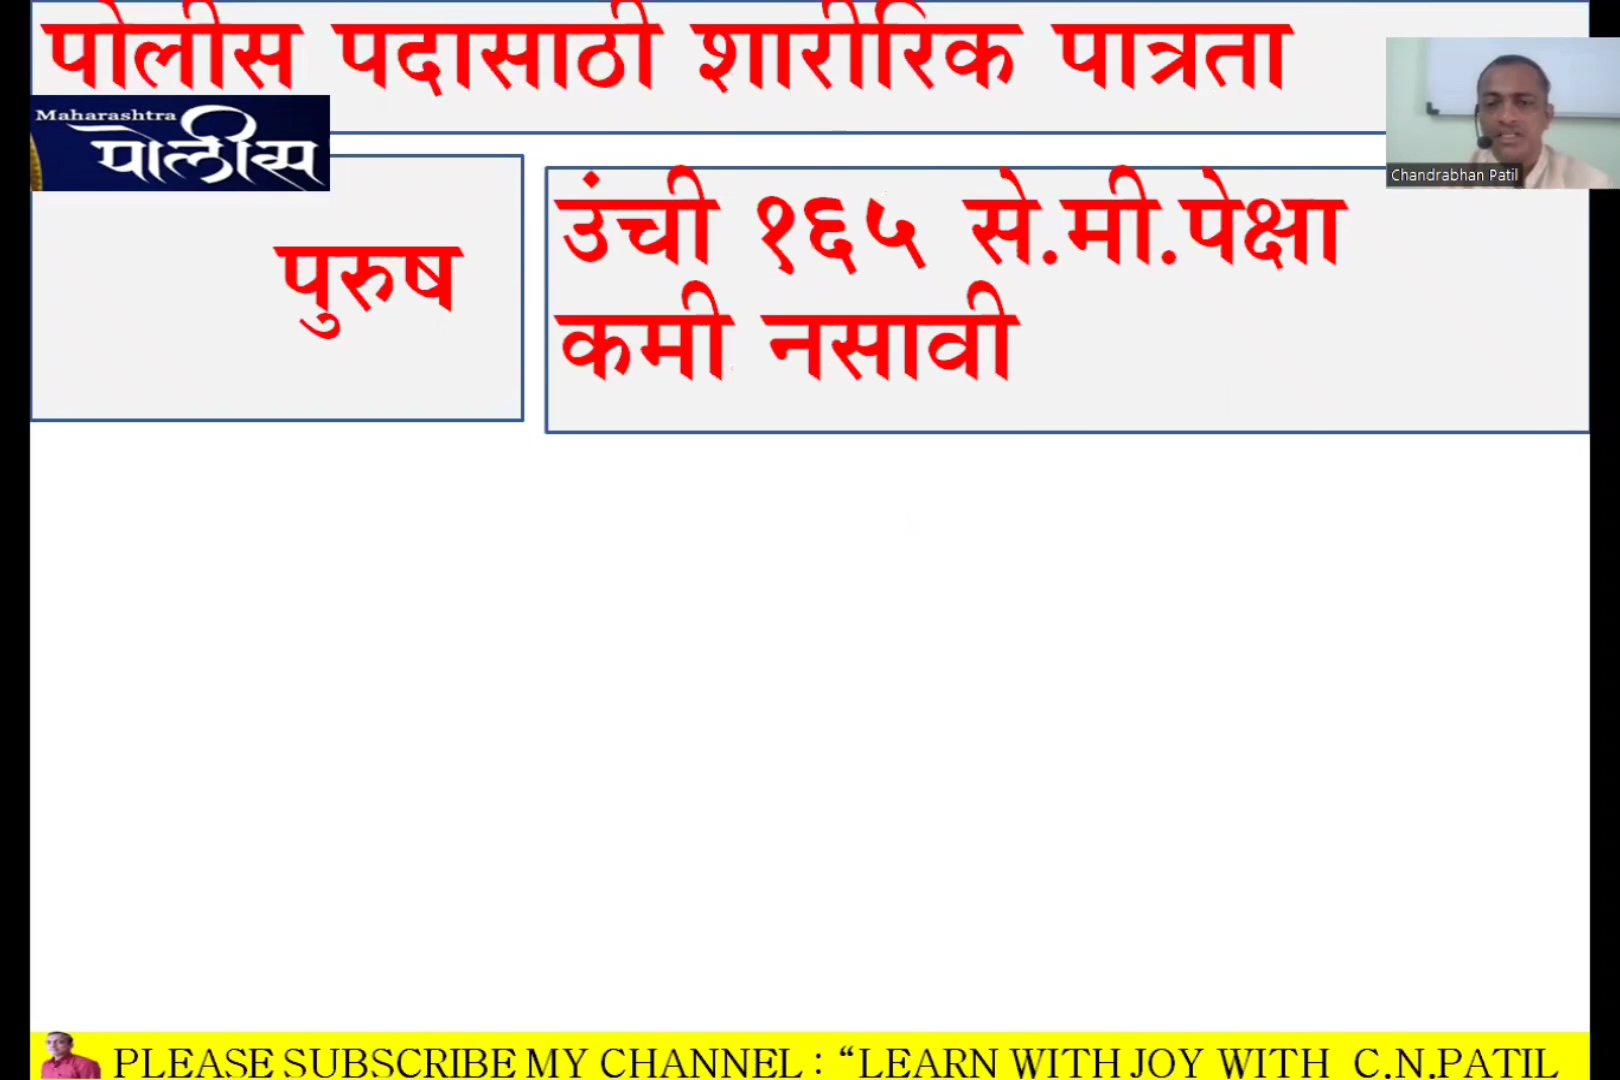 पोलीस पदासाठी शारीरिक पात्रता
Maharashtra
पोलीस
Chandrabhan Patil
पुरुष
उंची १६५ से.मी.पेक्षा
कमी नसावी
PLEASE SUBSCRIBE MY CHANNEL : “LEARN WITH JOY WITH C.N.PATIL